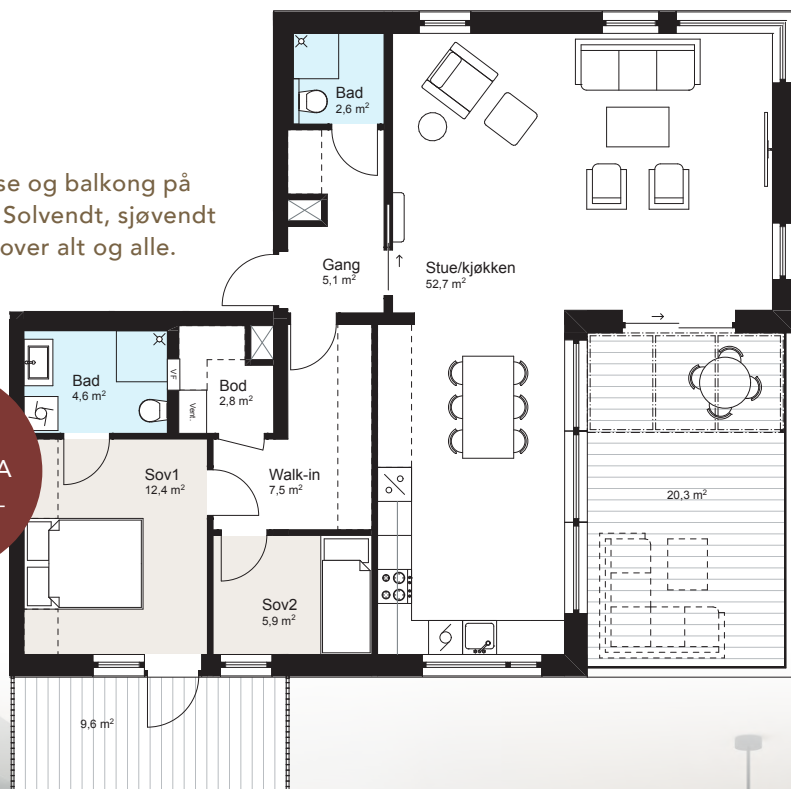 se og balkong på
Solvendt, sjøvendt
over alt og alle.
Bad
2,6 m²
Gang
5,1 m²
Stue/kjøkken
52,7 m²
Bad
4,6 m²
VF
Bod
2,8 m²
Vent.
A
Sov1
12,4 m²
Walk-in
7,5 m²
20,3 m²
Sov2
5,9 m²
9,6 m²